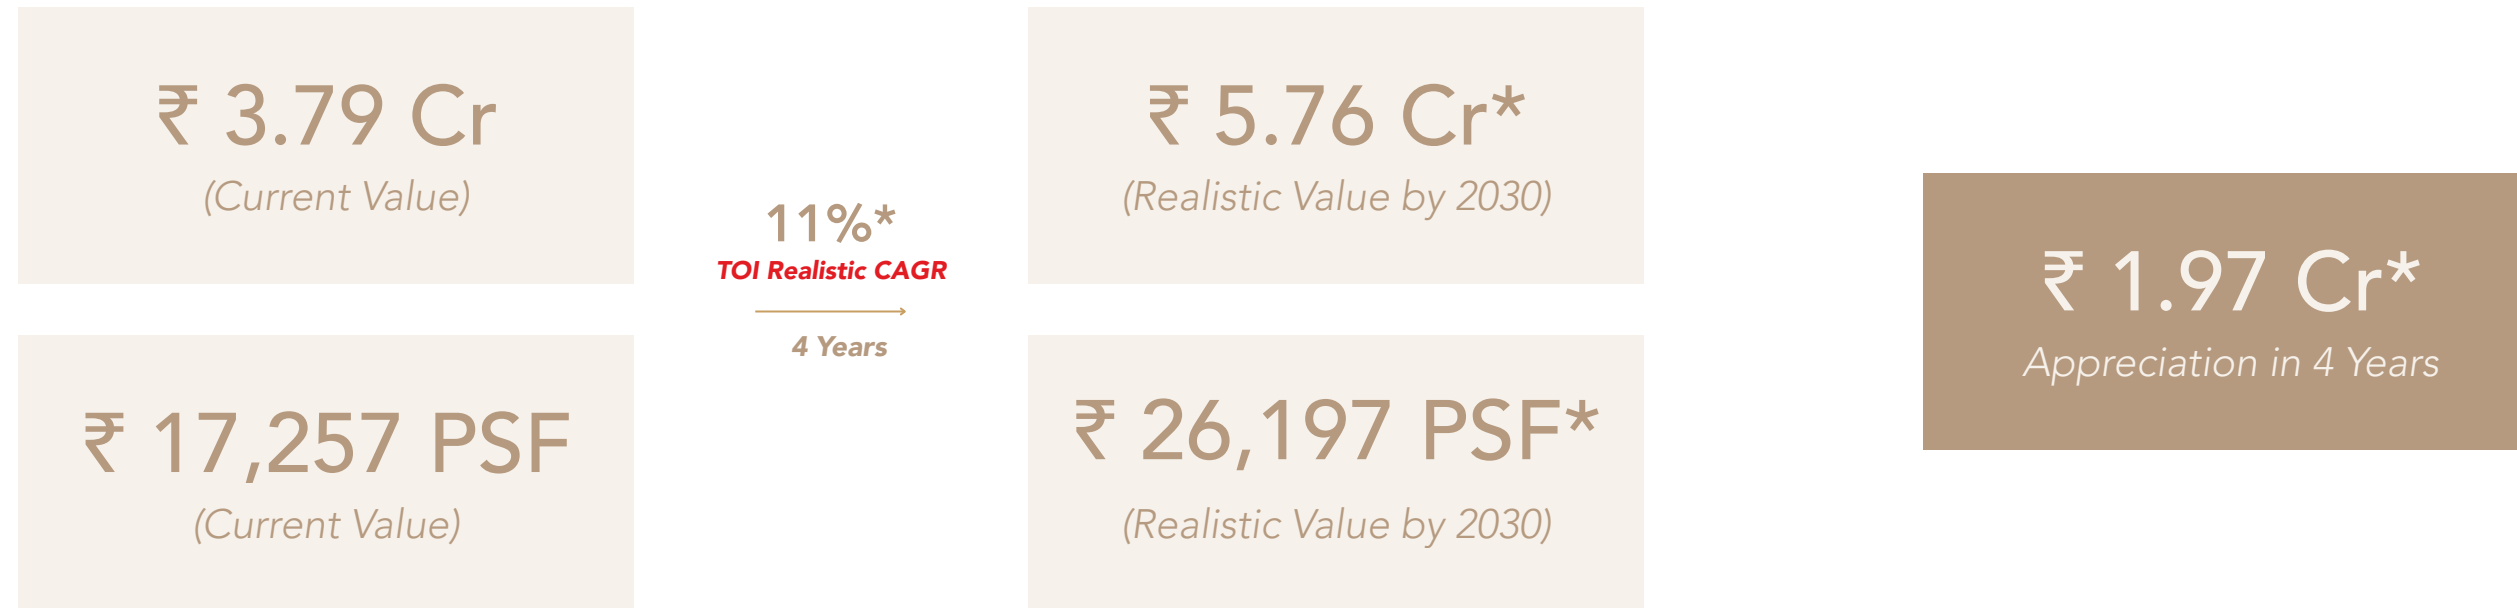 ₹ 3.79 Cr
(Current Value)
₹ 17,257 PSF
(Current Value)
11%*
TOI Realistic CAGR
4 Years
₹ 5.76 Cr*
(Realistic Value by 2030)
₹ 26,197 PSF*
(Realistic Value by 2030)
₹ 1.97 Cr*
Appreciation in 4 Years